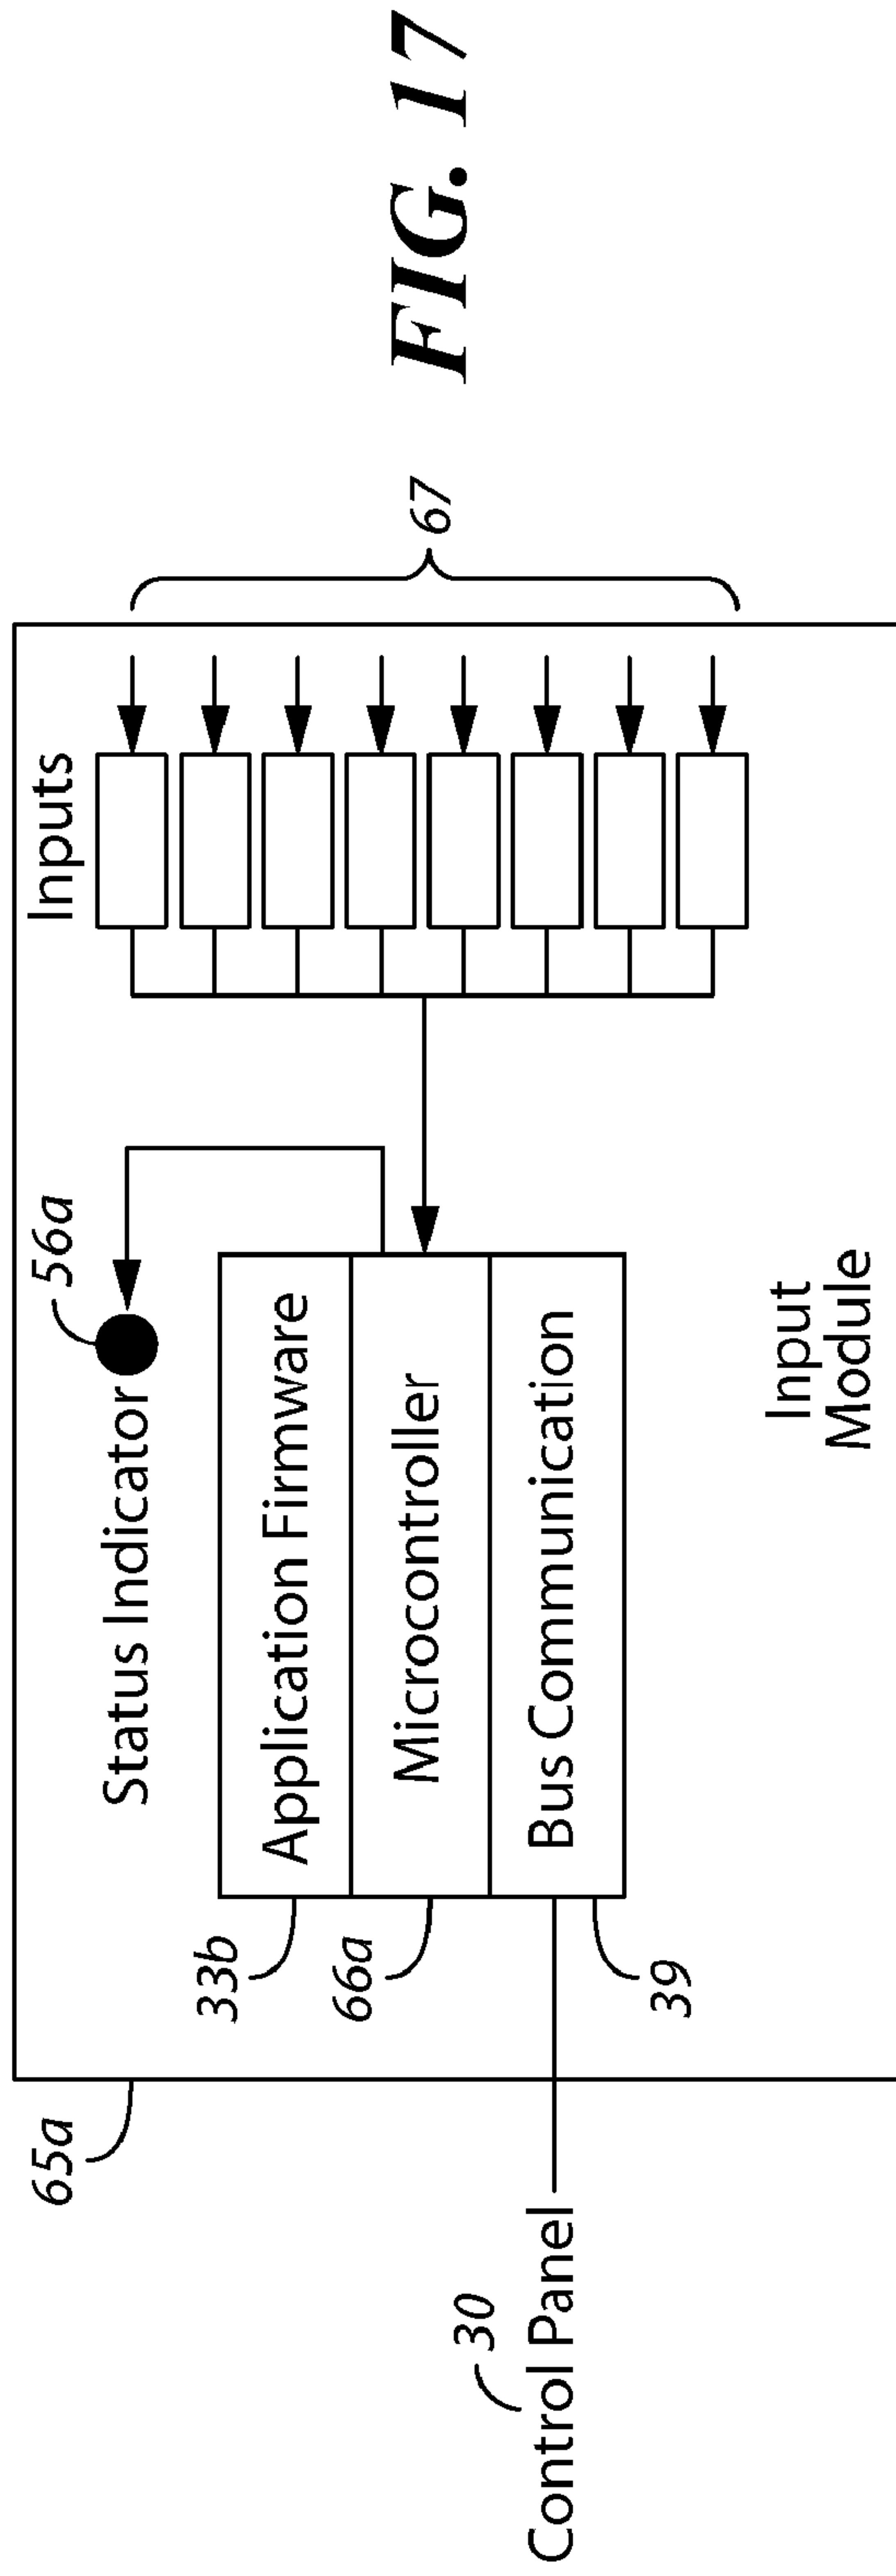 65a
Status Indicator
56a
Inputs
33b
Application Firmware
66a
Microcontroller
30
Control Panel
Bus Communication
39
67
Input
Module
FIG. 17